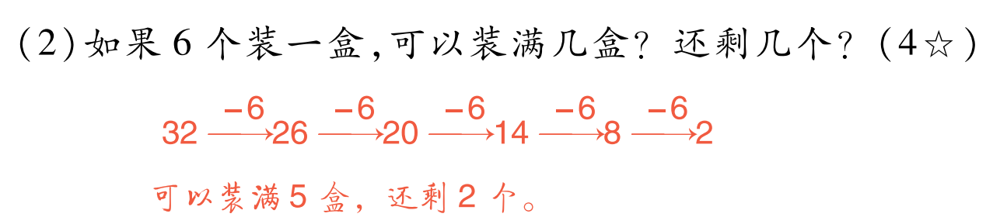 (2)如果 6 个装一盒,可以装满几盒？还剩几个？(4☆)
-6 -6 -6 -6 -6
32 → 26 → 20 → 14 → 8 → 2
可以装满 5 盒，还剩 2 个。